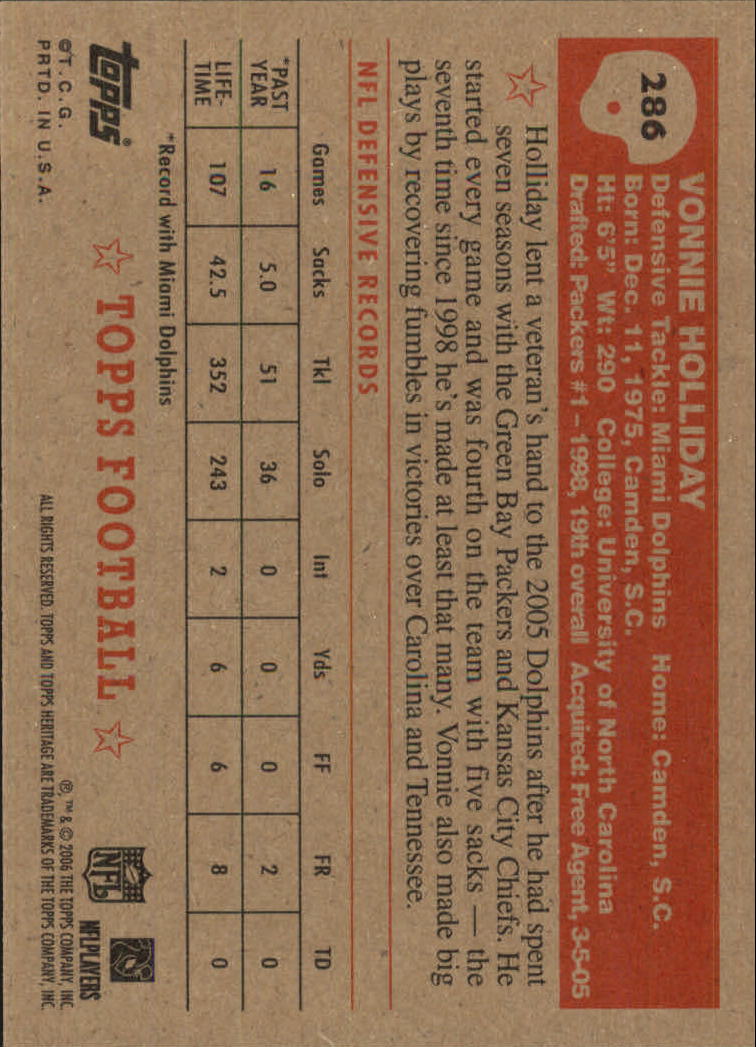 286
VONNIE HOLLIDAY
Defensive Tackle: Miami Dolphins Home: Camden, S.C.
Born: Dec. 11, 1975, Camden, S.C.
Ht: 6'5" Wt: 290 College: University of North Carolina
Drafted: Packers #1 – 1998, 19th overall Acquired: Free Agent, 3-5-05
Holliday lent a veteran's hand to the 2005 Dolphins after he had spent
seven seasons with the Green Bay Packers and Kansas City Chiefs. He
started every game and was fourth on the team with five sacks — the
seventh time since 1998 he's made at least that many. Vonnie also made big
plays by recovering fumbles in victories over Carolina and Tennessee.
NFL DEFENSIVE RECORDS
Games Sacks Tkl Solo Int Yds FF FR TD
*PAST YEAR 16 5.0 51 36 0 0 0 2 0
LIFE-TIME 107 42.5 352 243 2 6 6 8 0
*Record with Miami Dolphins
topps®
☆ TOPPS FOOTBALL ☆
NFL
NFLPLAYERS
©T.C.G.
PRTD. IN U.S.A.
®, ™ & © 2006 THE TOPPS COMPANY, INC.
ALL RIGHTS RESERVED. TOPPS AND TOPPS HERITAGE ARE TRADEMARKS OF THE TOPPS COMPANY, INC.